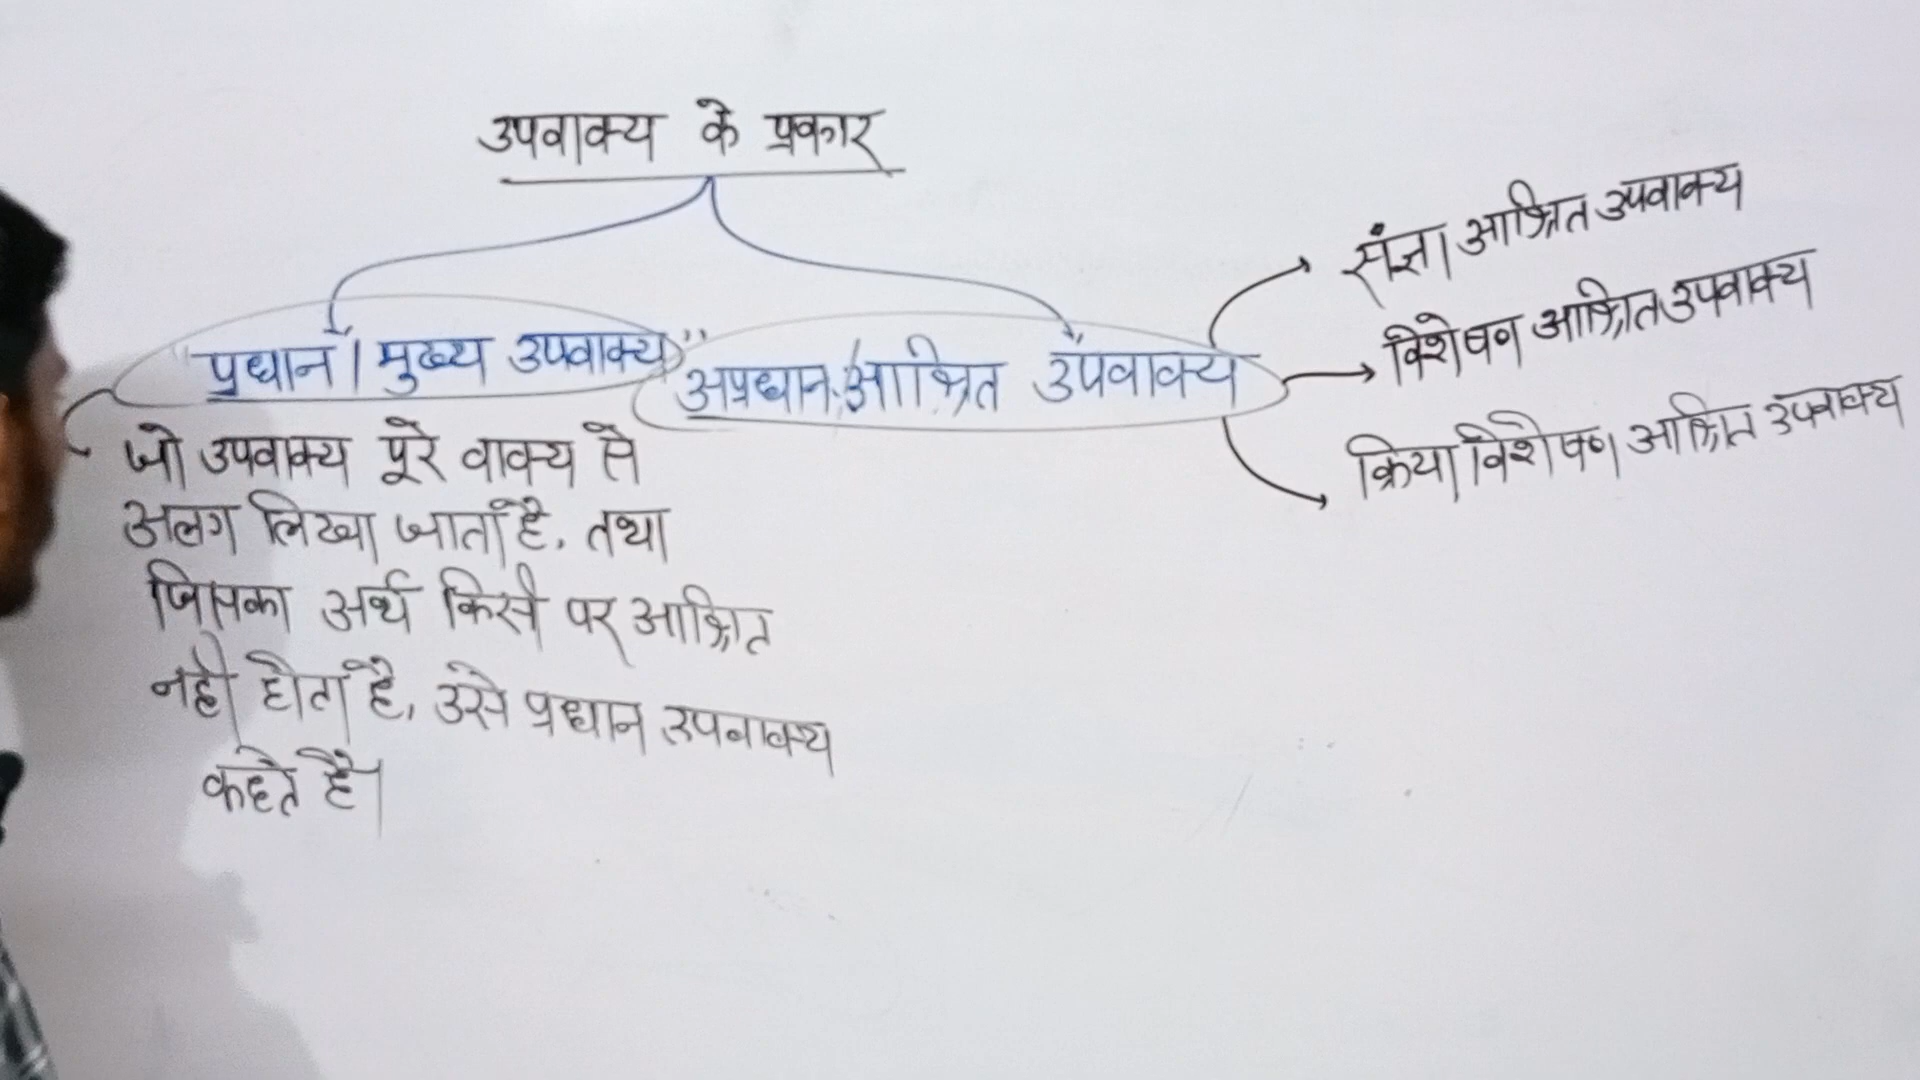 उपवाक्य के प्रकार
"प्रधान/मुख्य उपवाक्य"
अप्रधान/आश्रित उपवाक्य
संज्ञा आश्रित उपवाक्य
विशेषण आश्रित उपवाक्य
क्रिया विशेषण आश्रित उपवाक्य
जो उपवाक्य पूरे वाक्य से
अलग लिखा जाता है, तथा
जिसका अर्थ किसी पर आश्रित
नही होता है, उसे प्रधान उपवाक्य
कहते है।